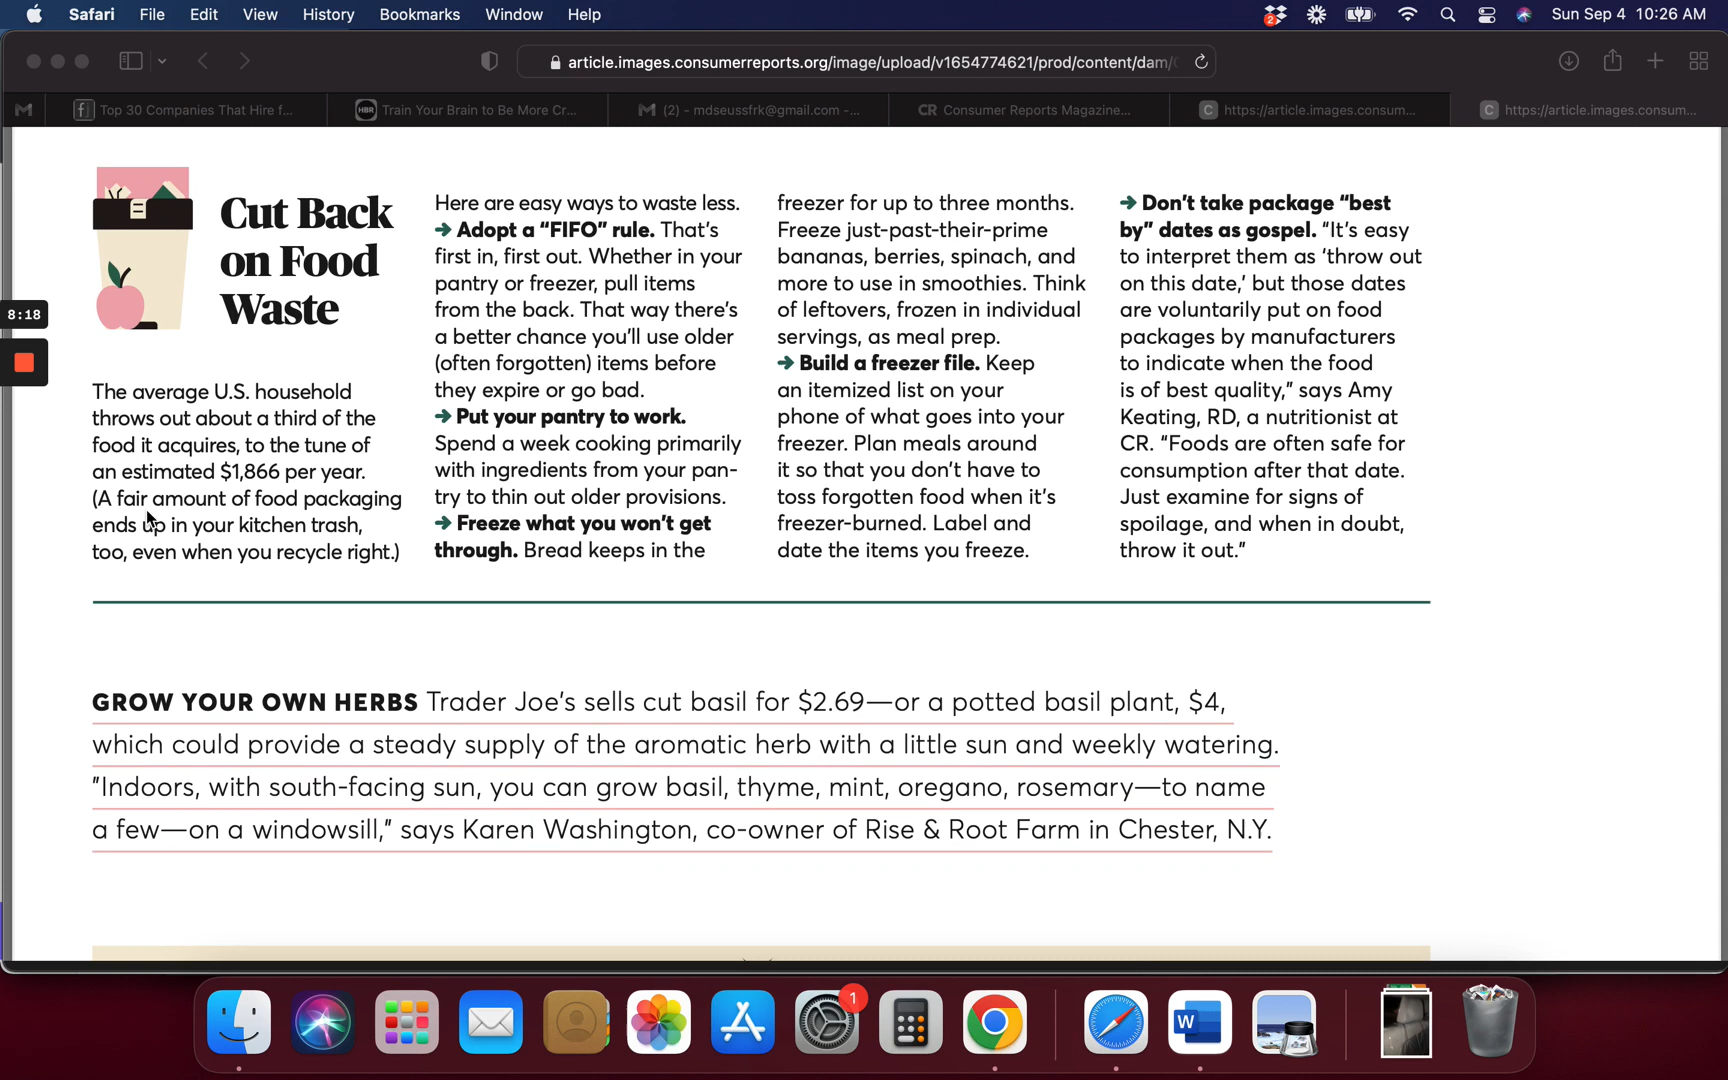 Safari File Edit View History Bookmarks Window Help
2
Sun Sep 4 10:26 AM
article.images.consumerreports.org/image/upload/v1654774621/prod/content/dam/
Top 30 Companies That Hire f...
HBR Train Your Brain to Be More Cr...
(2) - mdseussfrk@gmail.com -...
CR Consumer Reports Magazine...
C https://article.images.consum...
C https://article.images.consum...
8:18
Cut Back
on Food
Waste
The average U.S. household
throws out about a third of the
food it acquires, to the tune of
an estimated $1,866 per year.
(A fair amount of food packaging
ends up in your kitchen trash,
too, even when you recycle right.)
Here are easy ways to waste less.
→ Adopt a “FIFO” rule. That’s
first in, first out. Whether in your
pantry or freezer, pull items
from the back. That way there’s
a better chance you’ll use older
(often forgotten) items before
they expire or go bad.
→ Put your pantry to work.
Spend a week cooking primarily
with ingredients from your pan-
try to thin out older provisions.
→ Freeze what you won’t get
through. Bread keeps in the
freezer for up to three months.
Freeze just-past-their-prime
bananas, berries, spinach, and
more to use in smoothies. Think
of leftovers, frozen in individual
servings, as meal prep.
→ Build a freezer file. Keep
an itemized list on your
phone of what goes into your
freezer. Plan meals around
it so that you don’t have to
toss forgotten food when it’s
freezer-burned. Label and
date the items you freeze.
→ Don’t take package “best
by” dates as gospel. “It’s easy
to interpret them as ‘throw out
on this date,’ but those dates
are voluntarily put on food
packages by manufacturers
to indicate when the food
is of best quality,” says Amy
Keating, RD, a nutritionist at
CR. “Foods are often safe for
consumption after that date.
Just examine for signs of
spoilage, and when in doubt,
throw it out.”
GROW YOUR OWN HERBS Trader Joe’s sells cut basil for $2.69—or a potted basil plant, $4,
which could provide a steady supply of the aromatic herb with a little sun and weekly watering.
”Indoors, with south-facing sun, you can grow basil, thyme, mint, oregano, rosemary—to name
a few—on a windowsill,” says Karen Washington, co-owner of Rise & Root Farm in Chester, N.Y.
1
W